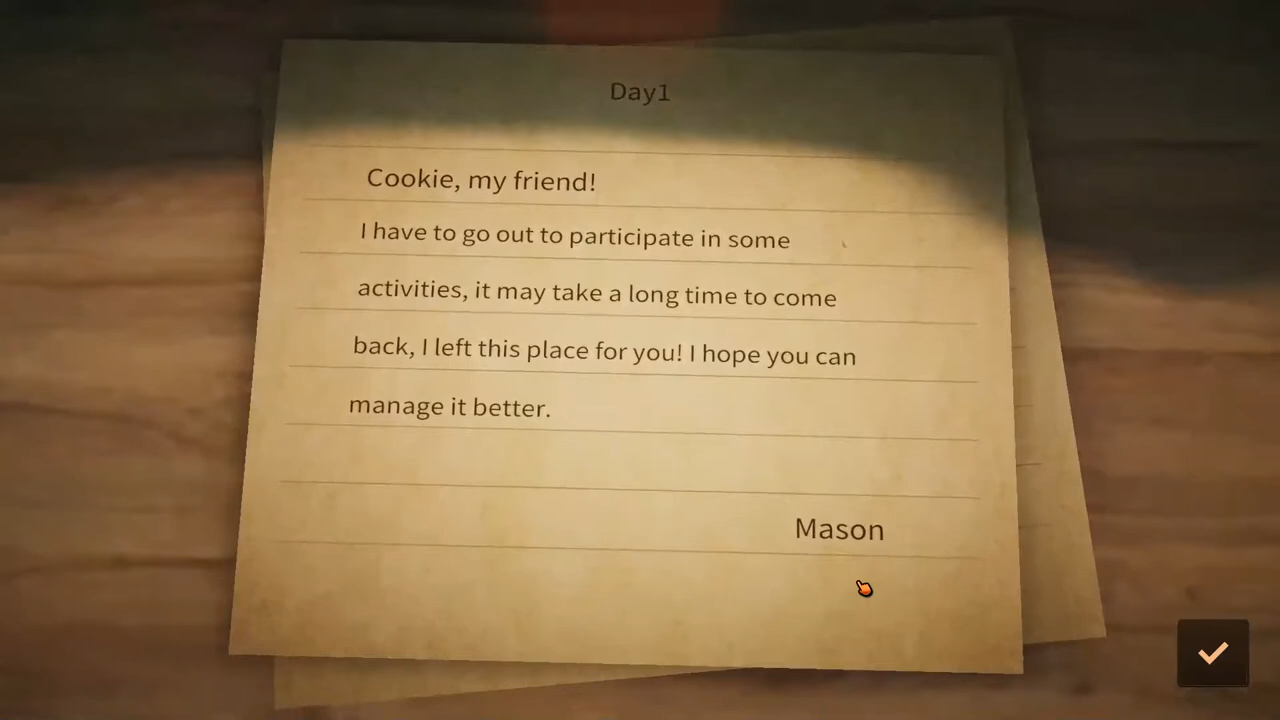 Day1
Cookie, my friend!
I have to go out to participate in some
activities, it may take a long time to come
back, I left this place for you! I hope you can
manage it better.
Mason